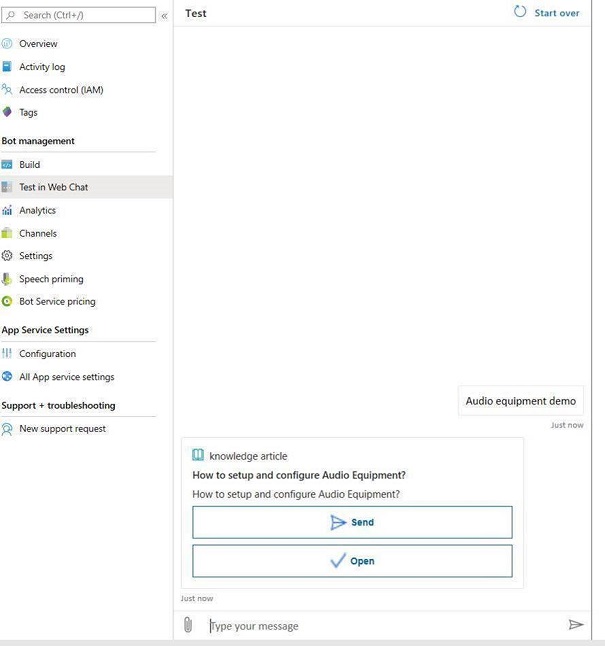 Search (Ctrl+/)
«
Overview
Activity log
Access control (IAM)
Tags
Bot management
Build
Test in Web Chat
Analytics
Channels
Settings
Speech priming
Bot Service pricing
App Service Settings
Configuration
All App service settings
Support + troubleshooting
New support request
Test
Start over
Audio equipment demo
Just now
knowledge article
How to setup and configure Audio Equipment?
How to setup and configure Audio Equipment?
Send
Open
Just now
Type your message